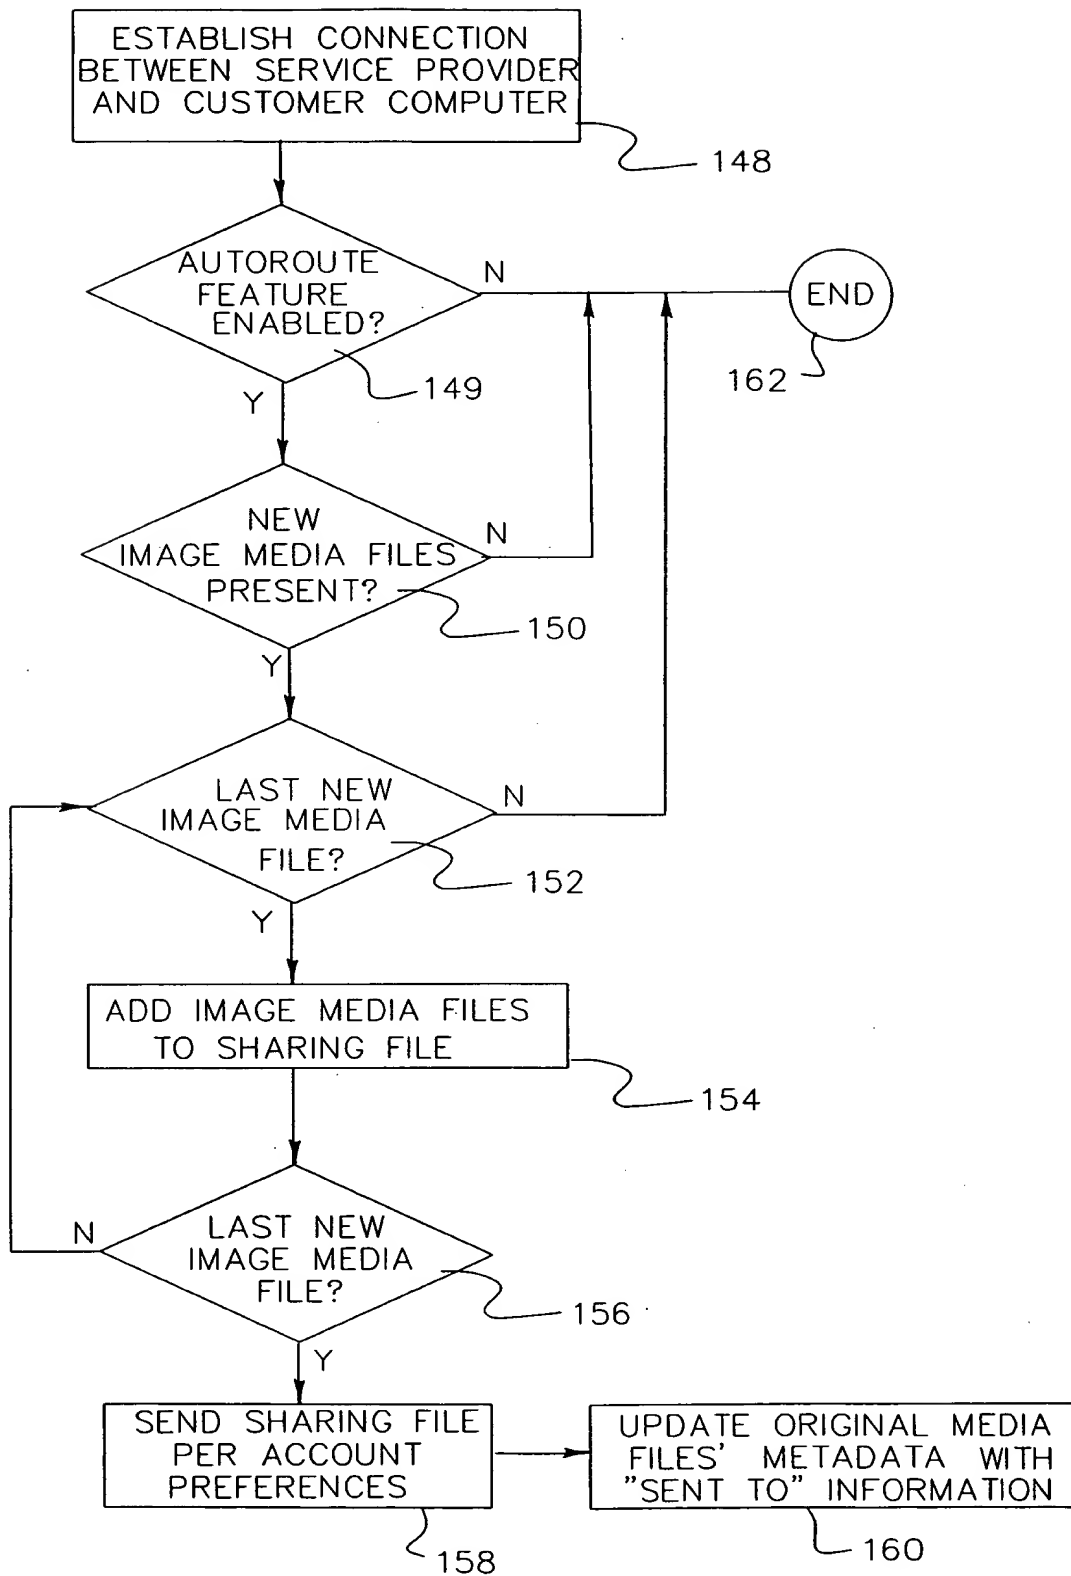 ESTABLISH CONNECTION
BETWEEN SERVICE PROVIDER
AND CUSTOMER COMPUTER
148
AUTOROUTE
FEATURE
ENABLED?
N
END
162
149
Y
NEW
IMAGE MEDIA FILES
PRESENT?
N
150
Y
LAST NEW
IMAGE MEDIA
FILE?
N
152
Y
ADD IMAGE MEDIA FILES
TO SHARING FILE
154
N
LAST NEW
IMAGE MEDIA
FILE?
156
Y
SEND SHARING FILE
PER ACCOUNT
PREFERENCES
158
UPDATE ORIGINAL MEDIA
FILES' METADATA WITH
"SENT TO" INFORMATION
160